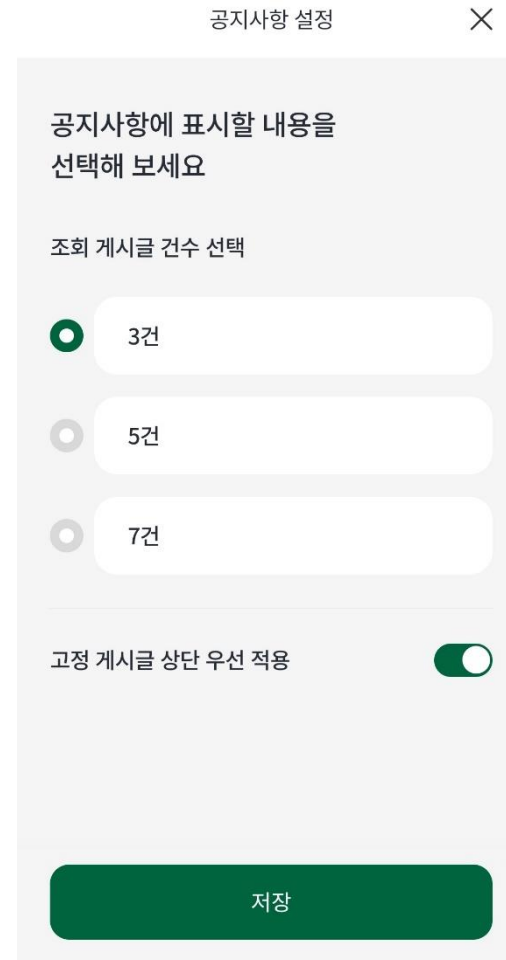 공지사항 설정
공지사항에 표시할 내용을
선택해 보세요
조회 게시글 건수 선택
3건
5건
7건
고정 게시글 상단 우선 적용
저장